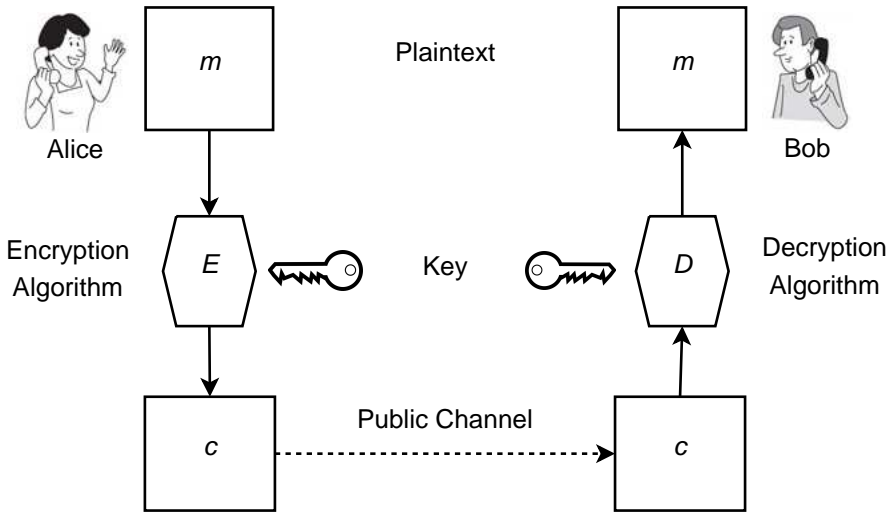 m
Plaintext
m
Alice
Bob
Encryption
Algorithm
E
Key
D
Decryption
Algorithm
Public Channel
c
c